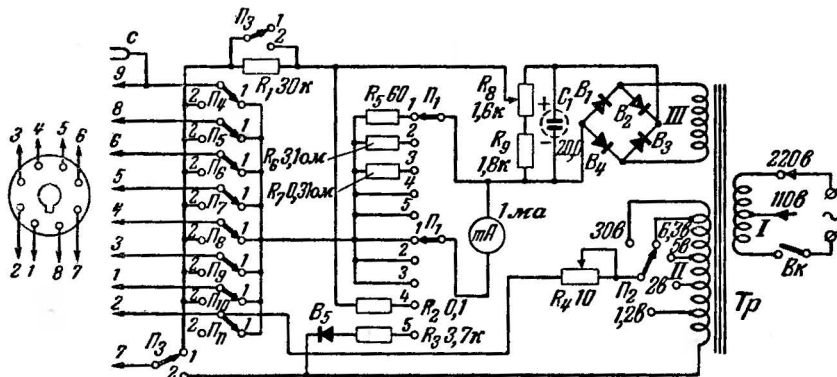 C
П₃ 1
2
R₁ 30к
9
2 П₄ 1
8
2 П₅ 1
6
2 П₆ 1
5
2 П₇ 1
4
2 П₈ 1
3
2 П₉ 1
1
2 П₁₀ 1
2
2 П₁₁ 1
7
П₃ 1
2
3 4 5 6
2 1 8 7
R₅ 60
П₁
1
2
3
4
5
R₆ 3,1ом
R₇ 0,31ом
1 П₁
2
3
4
5
R₂ 0,1
R₃ 3,7к
В₅
1ма
mA
R₈
1,6к
R₉
1,8к
+
C₁
20,0
-
В₁
В₂
В₃
В₄
III
30в
6,3в
5в
II
2в
1,2в
П₂
R₄ 10
Тр
I
220в
110в
~
Вк